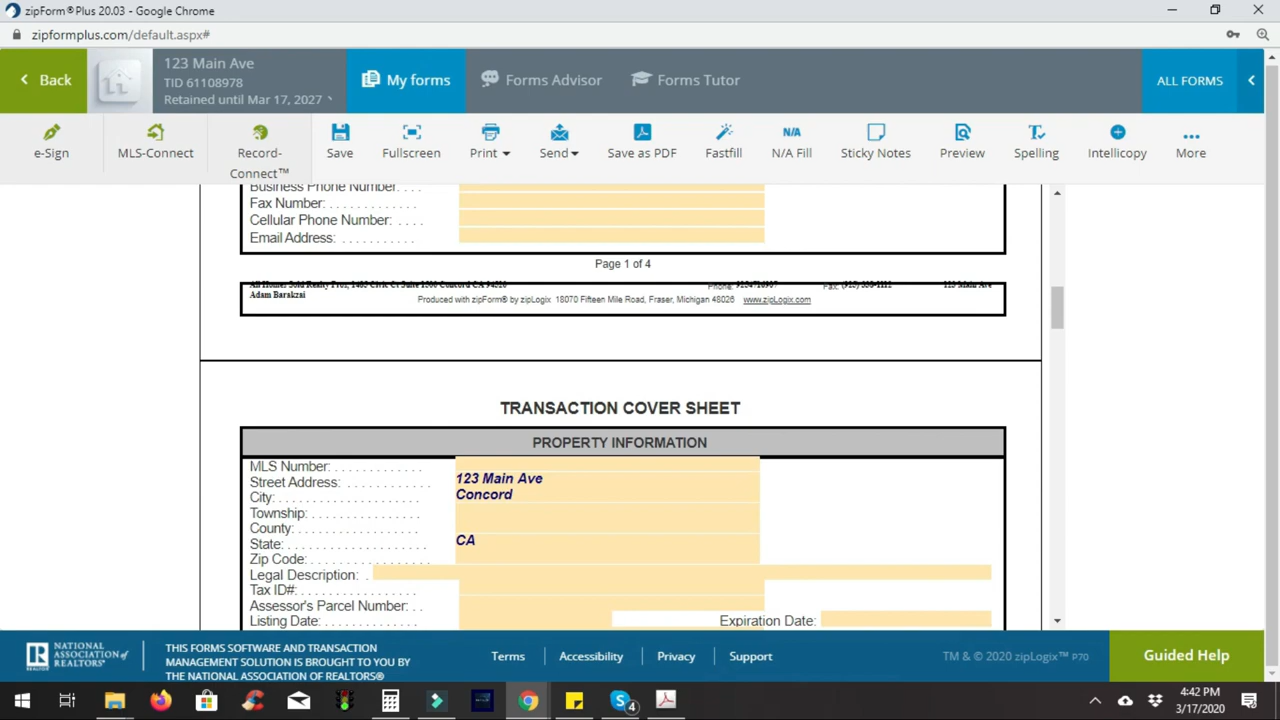 zipForm® Plus 20.03 - Google Chrome
zipformplus.com/default.aspx#
Back
123 Main Ave
TID 61108978
Retained until Mar 17, 2027
My forms
Forms Advisor
Forms Tutor
ALL FORMS
e-Sign
MLS-Connect
Record-
Connect™
Save
Fullscreen
Print
Send
Save as PDF
Fastfill
N/A
N/A Fill
Sticky Notes
Preview
Spelling
Intellicopy
More
Business Phone Number: . . . .
Fax Number: . . . . . . . . . . . . .
Cellular Phone Number: . . . .
Email Address: . . . . . . . . . . .
Page 1 of 4
Adam Barakzai
Phone:
Fax:
123 Main Ave
Produced with zipForm® by zipLogix 18070 Fifteen Mile Road, Fraser, Michigan 48026 www.zipLogix.com
TRANSACTION COVER SHEET
PROPERTY INFORMATION
MLS Number: . . . . . . . . . . . . .
Street Address: . . . . . . . . . . . . 123 Main Ave
City: . . . . . . . . . . . . . . . . . . . . . Concord
Township: . . . . . . . . . . . . . . . .
County: . . . . . . . . . . . . . . . . . .
State: . . . . . . . . . . . . . . . . . . . . CA
Zip Code: . . . . . . . . . . . . . . . . .
Legal Description: .
Tax ID#: . . . . . . . . . . . . . . . . . .
Assessor's Parcel Number: . .
Listing Date: . . . . . . . . . . . . . . . Expiration Date:
NATIONAL
ASSOCIATION of
REALTORS®
THIS FORMS SOFTWARE AND TRANSACTION
MANAGEMENT SOLUTION IS BROUGHT TO YOU BY
THE NATIONAL ASSOCIATION OF REALTORS®
Terms
Accessibility
Privacy
Support
TM & © 2020 zipLogix™ P70
Guided Help
4
4:42 PM
3/17/2020